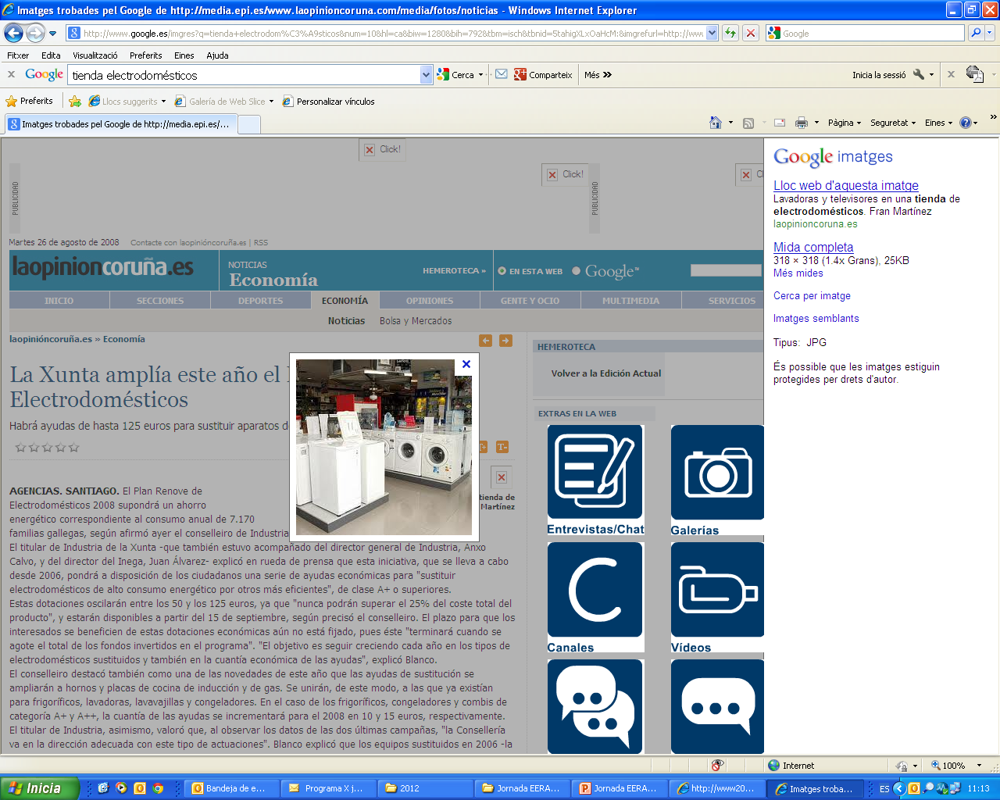 Imatges trobades pel Google de http://media.epi.es/www.laopinioncoruna.com/media/fotos/noticias - Windows Internet Explorer
http://www.google.es/imgres?q=tienda+electrodom%C3%A9sticos&num=10&hl=ca&biw=1280&bih=792&tbm=isch&tbnid=5tahigXLxOaHcM:&imgrefurl=http://www
Google
Fitxer Edita Visualització Preferits Eines Ajuda
x Google tienda electrodomésticos Cerca Comparteix Més » Inicia la sessió x
Preferits Llocs suggerits Galeria de Web Slice Personalizar vínculos
Imatges trobades pel Google de http://media.epi.es/... Pàgina Seguretat Eines »
Click!
Click!
PUBLICIDAD
PUBLICIDAD
Martes 26 de agosto de 2008 Contacte con laopinióncoruña.es | RSS
laopinioncoruña.es
NOTICIAS
Economía
HEMEROTECA » EN ESTA WEB Google™
INICIO SECCIONES DEPORTES ECONOMÍA OPINIONES GENTE Y OCIO MULTIMEDIA SERVICIOS
Noticias Bolsa y Mercados
laopinióncoruña.es » Economía
La Xunta amplía este año el
Electrodomésticos
Habrá ayudas de hasta 125 euros para sustituir aparatos
T-
tienda de
Martínez
AGENCIAS. SANTIAGO. El Plan Renove de
Electrodomésticos 2008 supondrá un ahorro
energético correspondiente al consumo anual de 7.170
familias gallegas, según afirmó ayer el conselleiro de Industria
El titular de Industria de la Xunta -que también estuvo acompañado del director general de Industria, Anxo
Calvo, y del director del Inega, Juan Álvarez- explicó en rueda de prensa que esta iniciativa, que se lleva a cabo
desde 2006, pondrá a disposición de los ciudadanos una serie de ayudas económicas para "sustituir
electrodomésticos de alto consumo energético por otros más eficientes", de clase A+ o superiores.
Estas dotaciones oscilarán entre los 50 y los 125 euros, ya que "nunca podrán superar el 25% del coste total del
producto", y estarán disponibles a partir del 15 de septiembre, según precisó el conselleiro. El plazo para que los
interesados se beneficien de estas dotaciones económicas aún no está fijado, pues éste "terminará cuando se
agote el total de los fondos invertidos en el programa". "El objetivo es seguir creciendo cada año en los tipos de
electrodomésticos sustituidos y también en la cuantía económica de las ayudas", explicó Blanco.
El conselleiro destacó también como una de las novedades de este año que las ayudas de sustitución se
ampliarán a hornos y placas de cocina de inducción y de gas. Se unirán, de este modo, a las que ya existían
para frigoríficos, lavadoras, lavavajillas y congeladores. En el caso de los frigoríficos, congeladores y combis de
categoría A+ y A++, la cuantía de las ayudas se incrementará para el 2008 en 10 y 15 euros, respectivamente.
El titular de Industria, asimismo, valoró que, al observar los datos de las dos últimas campañas, "la Consellería
va en la dirección adecuada con este tipo de actuaciones". Blanco explicó que los equipos sustituidos en 2006 -la
HEMEROTECA
Volver a la Edición Actual
EXTRAS EN LA WEB
Entrevistas/Chat Galerías
Canales Vídeos
Google imatges
Lloc web d'aquesta imatge
Lavadoras y televisores en una tienda de
electrodomésticos. Fran Martínez
laopinioncoruna.es
Mida completa
318 × 318 (1.4x Grans), 25KB
Més mides
Cerca per imatge
Imatges semblants
Tipus: JPG
És possible que les imatges estiguin
protegides per drets d'autor.
Internet 100%
Inicia Bandeja de e... Programa X j... 2012 Jornada EERA... Jornada EERA... http://www20... Imatges troba... ES 11:13